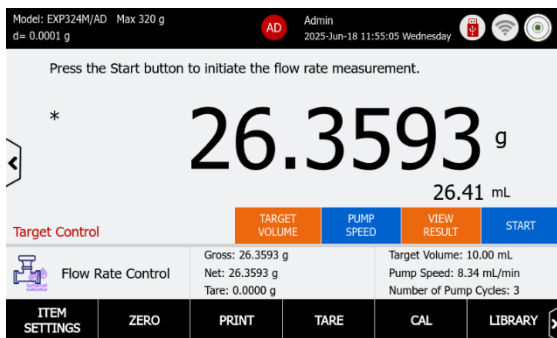 Model: EXP324M/AD Max 320 g
d= 0.0001 g
AD
Admin
2025-Jun-18 11:55:05 Wednesday
Press the Start button to initiate the flow rate measurement.
*
26.3593 g
26.41 mL
Target Control
TARGET VOLUME
PUMP SPEED
VIEW RESULT
START
Flow Rate Control
Gross: 26.3593 g
Net: 26.3593 g
Tare: 0.0000 g
Target Volume: 10.00 mL
Pump Speed: 8.34 mL/min
Number of Pump Cycles: 3
ITEM SETTINGS
ZERO
PRINT
TARE
CAL
LIBRARY